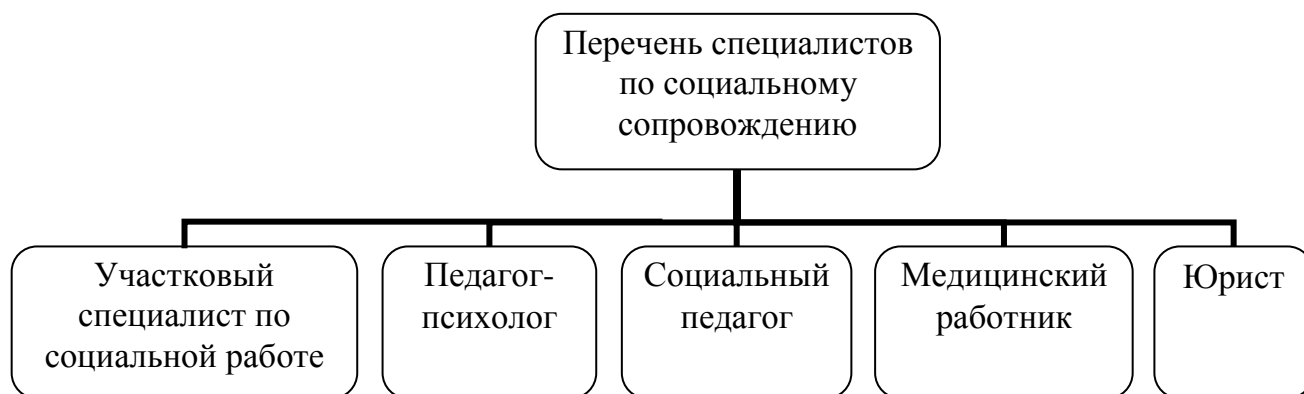 Перечень специалистов
по социальному
сопровождению
Участковый
специалист по
социальной работе
Педагог-
психолог
Социальный
педагог
Медицинский
работник
Юрист